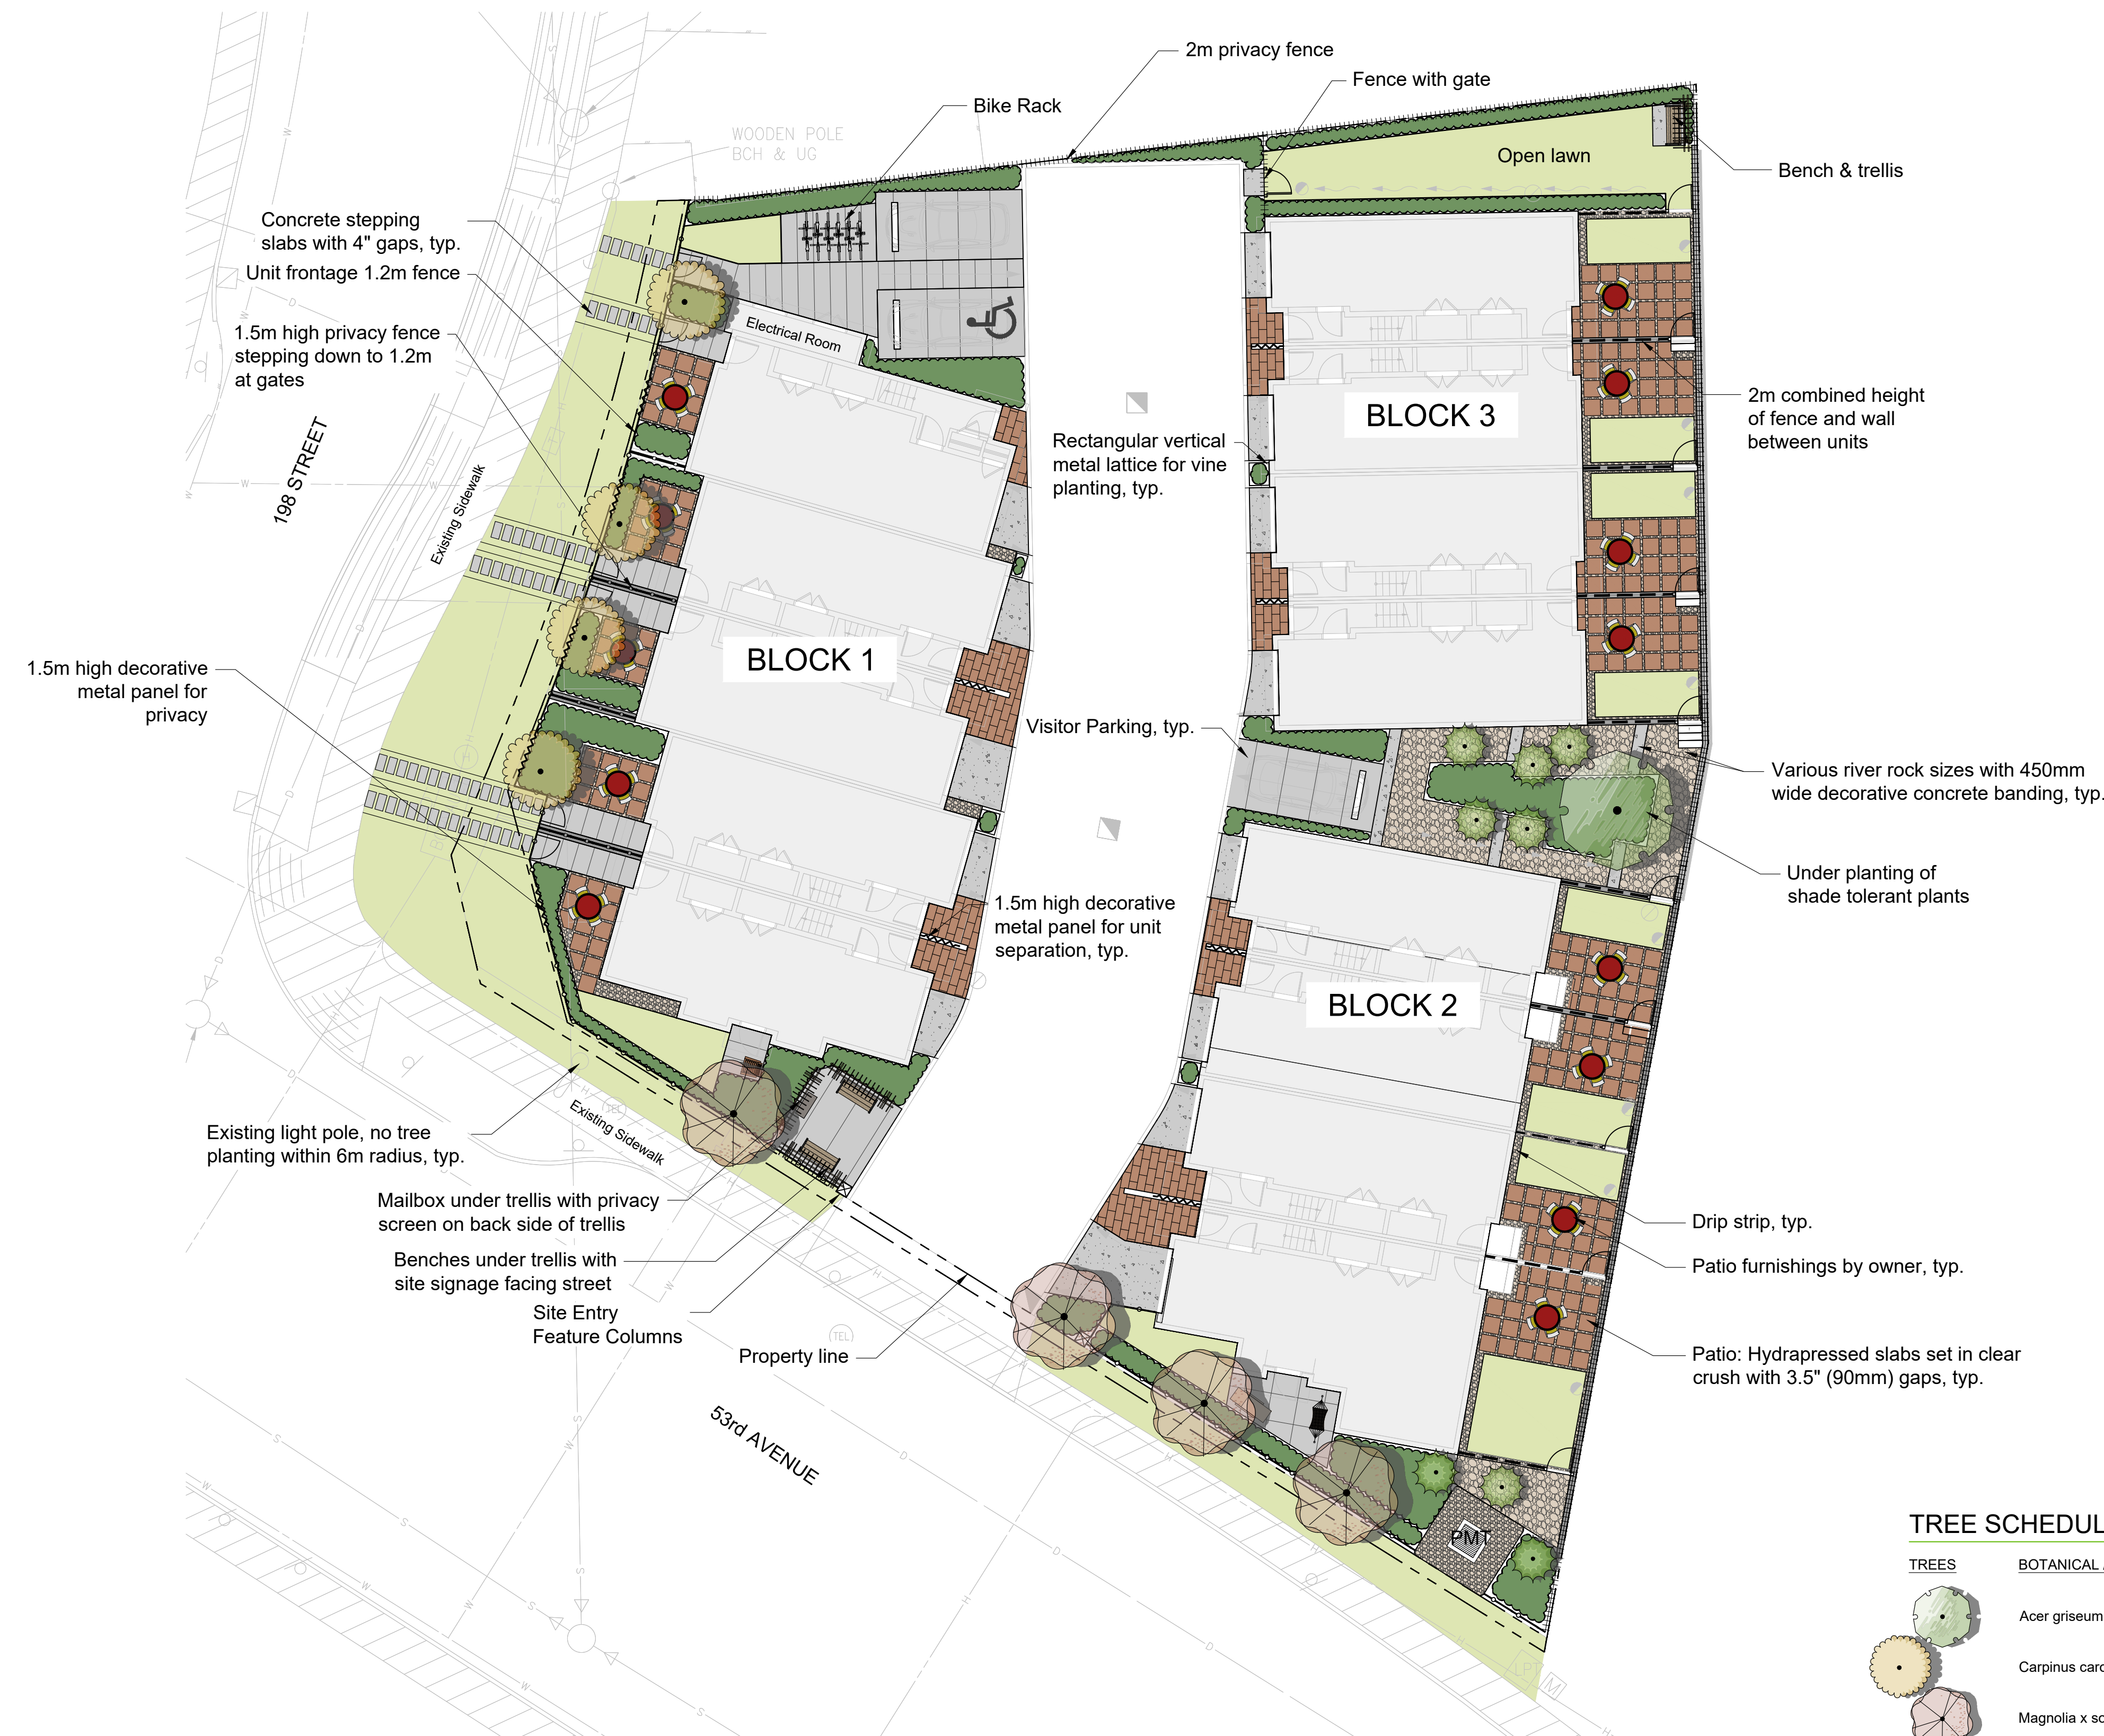 2m privacy fence
Fence with gate
Bike Rack
WOODEN POLE
BCH & UG
Open lawn
Bench & trellis
Concrete stepping
slabs with 4" gaps, typ.
Unit frontage 1.2m fence
1.5m high privacy fence
stepping down to 1.2m
at gates
Electrical Room
198 STREET
Existing Sidewalk
BLOCK 3
2m combined height
of fence and wall
between units
Rectangular vertical
metal lattice for vine
planting, typ.
BLOCK 1
1.5m high decorative
metal panel for
privacy
Visitor Parking, typ.
Various river rock sizes with 450mm
wide decorative concrete banding, typ.
Under planting of
shade tolerant plants
1.5m high decorative
metal panel for unit
separation, typ.
BLOCK 2
Existing light pole, no tree
planting within 6m radius, typ.
Existing Sidewalk
TEL
Mailbox under trellis with privacy
screen on back side of trellis
Benches under trellis with
site signage facing street
Site Entry
Feature Columns
TEL
Property line
Drip strip, typ.
Patio furnishings by owner, typ.
Patio: Hydrapressed slabs set in clear
crush with 3.5" (90mm) gaps, typ.
53rd AVENUE
PMT
LPT
M
TREE SCHEDUL
TREES
BOTANICAL
Acer griseum
Carpinus caro
Magnolia x so